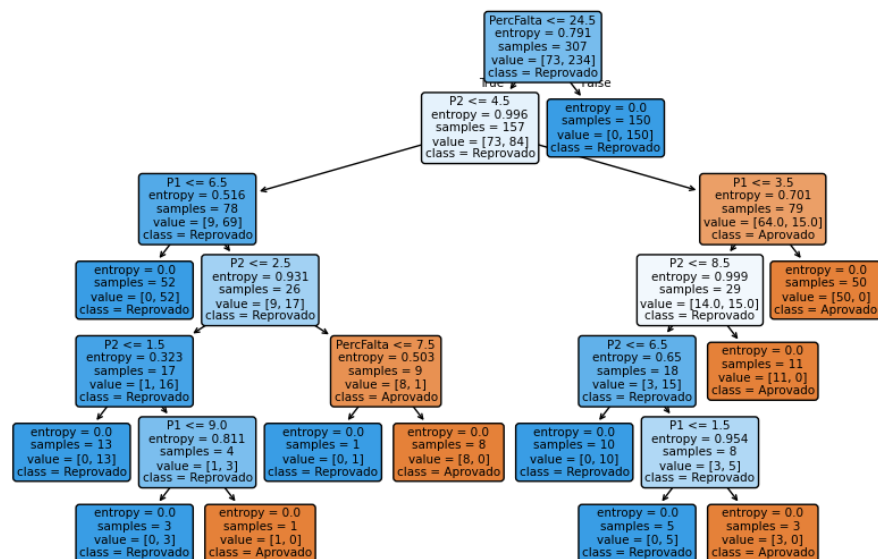 PercFalta <= 24.5
entropy = 0.791
samples = 307
value = [73, 234]
class = Reprovado
True
False
P2 <= 4.5
entropy = 0.996
samples = 157
value = [73, 84]
class = Reprovado
entropy = 0.0
samples = 150
value = [0, 150]
class = Reprovado
P1 <= 6.5
entropy = 0.516
samples = 78
value = [9, 69]
class = Reprovado
P1 <= 3.5
entropy = 0.701
samples = 79
value = [64.0, 15.0]
class = Aprovado
entropy = 0.0
samples = 52
value = [0, 52]
class = Reprovado
P2 <= 2.5
entropy = 0.931
samples = 26
value = [9, 17]
class = Reprovado
P2 <= 8.5
entropy = 0.999
samples = 29
value = [14.0, 15.0]
class = Reprovado
entropy = 0.0
samples = 50
value = [50, 0]
class = Aprovado
P2 <= 1.5
entropy = 0.323
samples = 17
value = [1, 16]
class = Reprovado
PercFalta <= 7.5
entropy = 0.503
samples = 9
value = [8, 1]
class = Aprovado
P2 <= 6.5
entropy = 0.65
samples = 18
value = [3, 15]
class = Reprovado
entropy = 0.0
samples = 11
value = [11, 0]
class = Aprovado
entropy = 0.0
samples = 13
value = [0, 13]
class = Reprovado
P1 <= 9.0
entropy = 0.811
samples = 4
value = [1, 3]
class = Reprovado
entropy = 0.0
samples = 1
value = [0, 1]
class = Reprovado
entropy = 0.0
samples = 8
value = [8, 0]
class = Aprovado
entropy = 0.0
samples = 10
value = [0, 10]
class = Reprovado
P1 <= 1.5
entropy = 0.954
samples = 8
value = [3, 5]
class = Reprovado
entropy = 0.0
samples = 3
value = [0, 3]
class = Reprovado
entropy = 0.0
samples = 1
value = [1, 0]
class = Aprovado
entropy = 0.0
samples = 5
value = [0, 5]
class = Reprovado
entropy = 0.0
samples = 3
value = [3, 0]
class = Aprovado